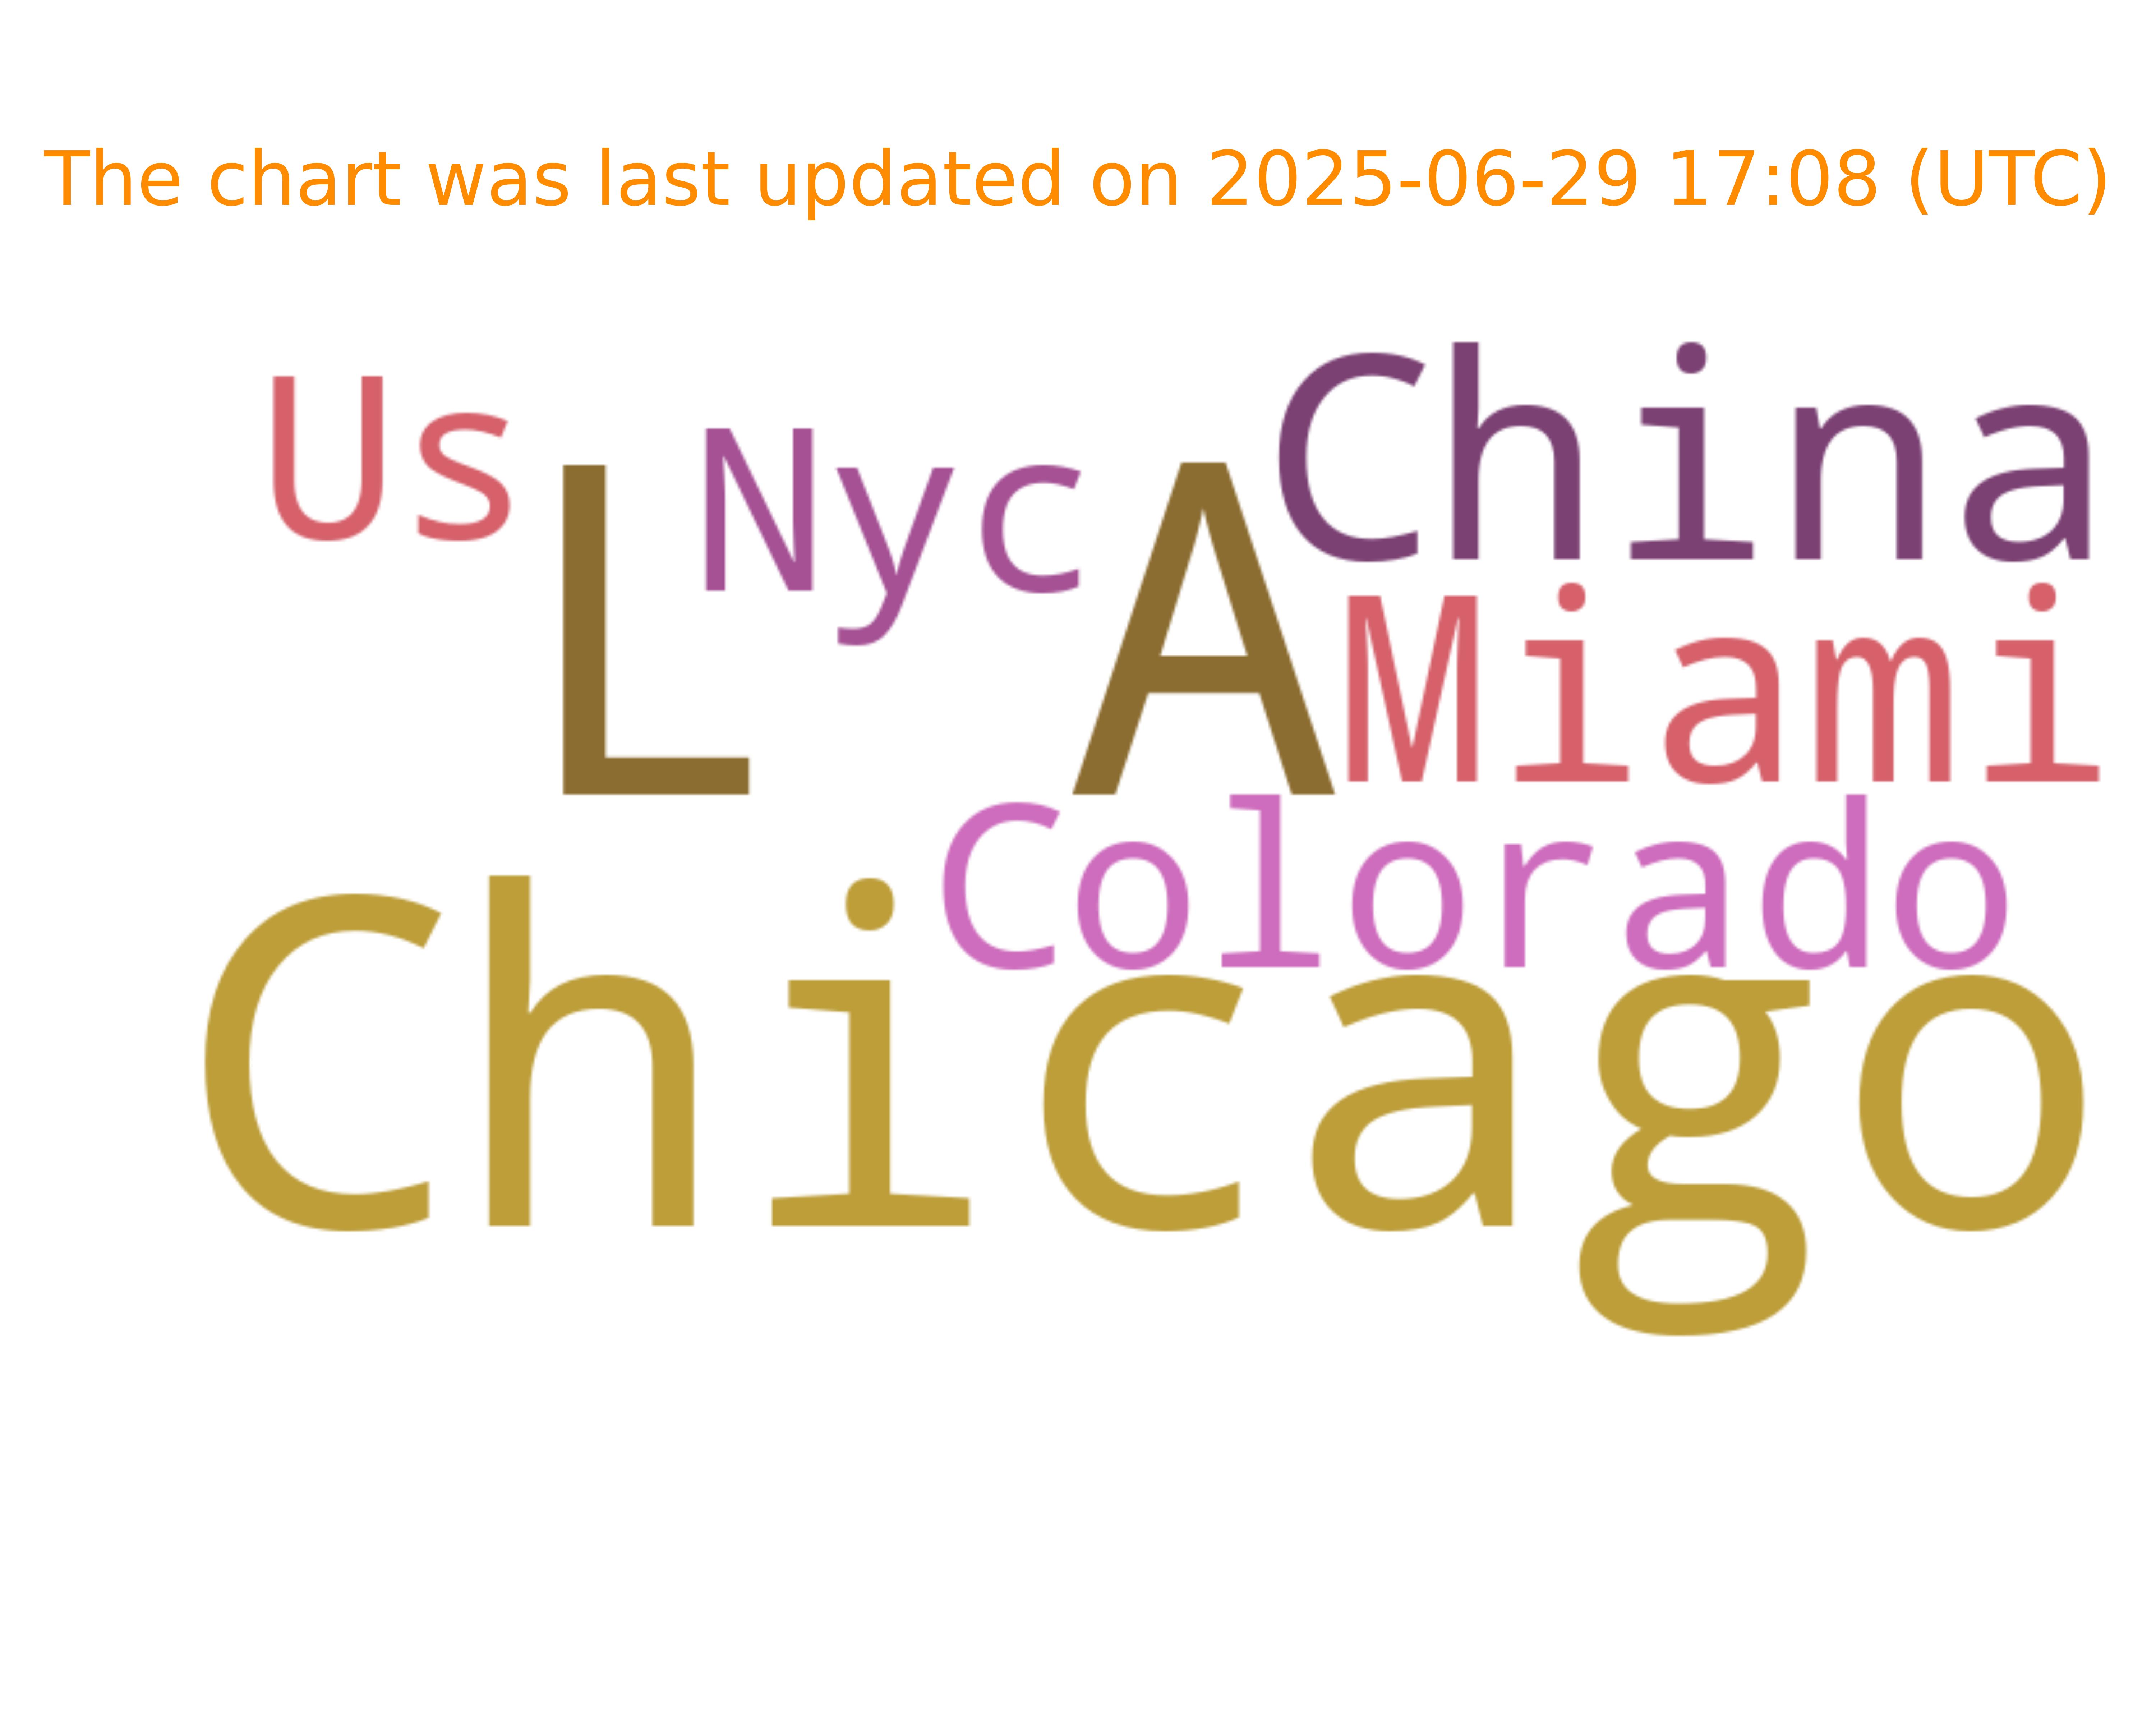 The chart was last updated on 2025-06-29 17:08 (UTC)
China
Us
Nyc
L A
Miami
Colorado
Chicago